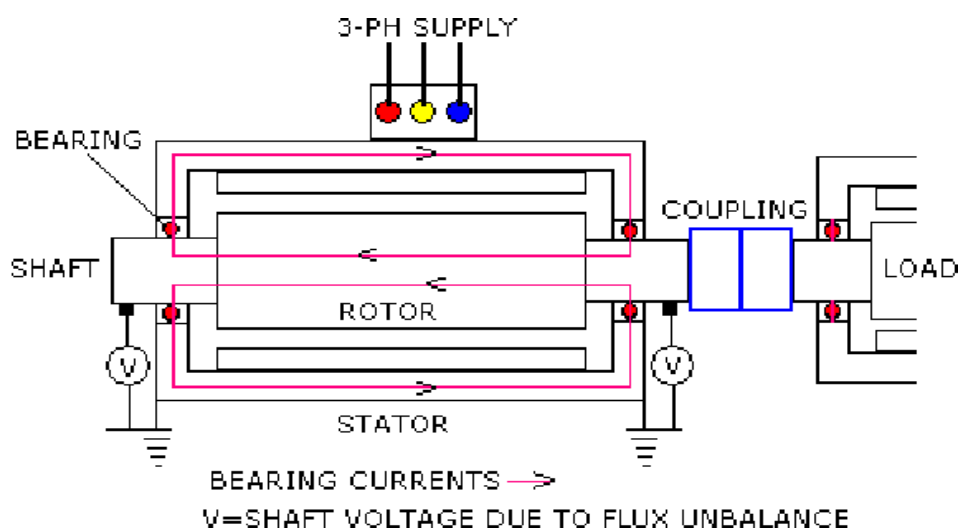 3-PH SUPPLY
BEARING
COUPLING
SHAFT
LOAD
ROTOR
V
V
STATOR
BEARING CURRENTS
V=SHAFT VOLTAGE DUE TO FLUX UNBALANCE